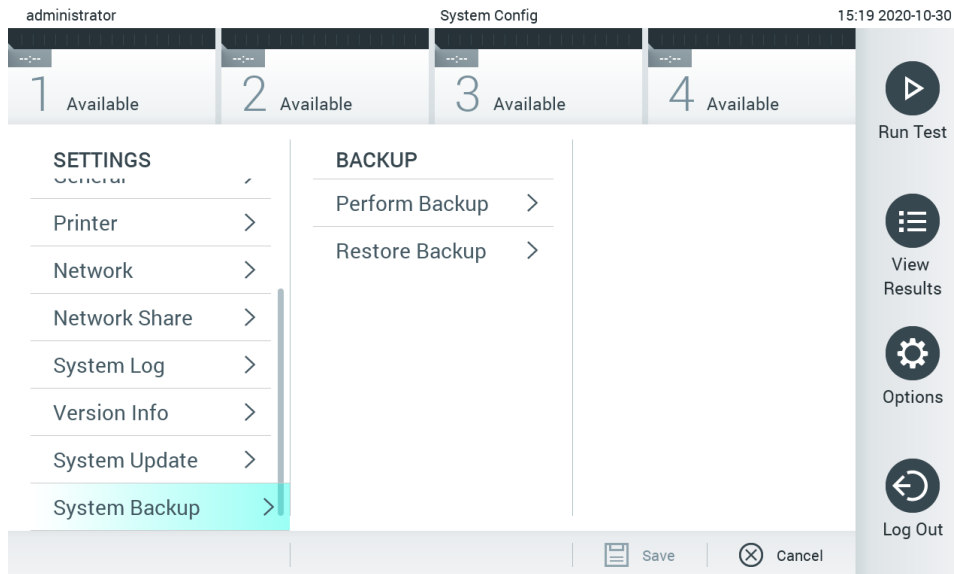 administrator
System Config
15:19 2020-10-30
--:--
1 Available
--:--
2 Available
--:--
3 Available
--:--
4 Available
SETTINGS
General
Printer
Network
Network Share
System Log
Version Info
System Update
System Backup
BACKUP
Perform Backup
Restore Backup
Run Test
View
Results
Options
Log Out
Save
Cancel